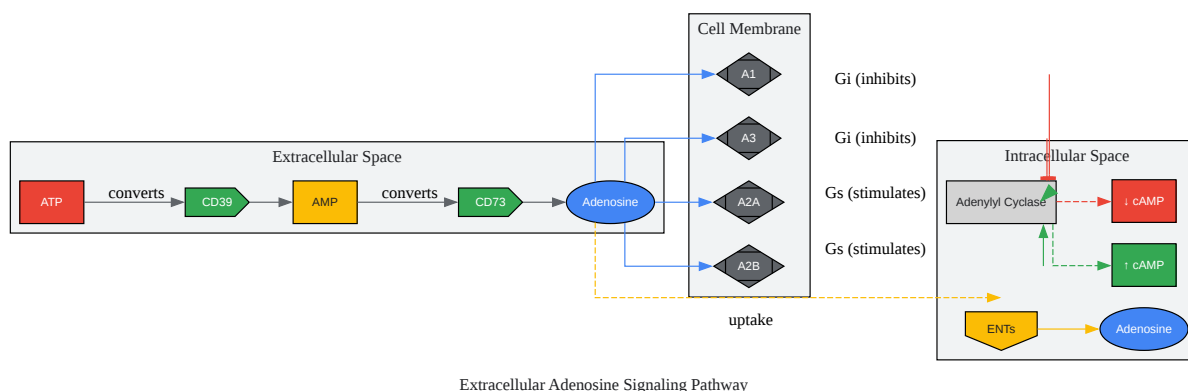 Cell Membrane
A1
Gi (inhibits)
A3
Gi (inhibits)
Extracellular Space
Intracellular Space
ATP
converts
CD39
AMP
converts
CD73
Adenosine
A2A
Gs (stimulates)
Adenylyl Cyclase
↓ cAMP
A2B
Gs (stimulates)
↑ cAMP
uptake
ENTs
Adenosine
Extracellular Adenosine Signaling Pathway